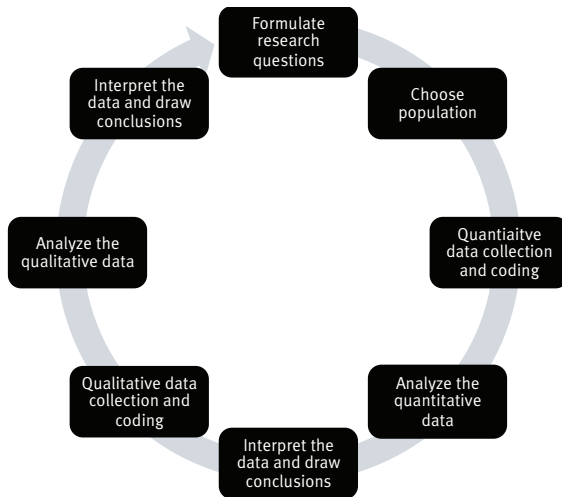 Formulate
research
questions
Choose
population
Quantiaitve
data collection
and coding
Analyze the
quantitative
data
Interpret the
data and draw
conclusions
Qualitative data
collection and
coding
Analyze the
qualitative data
Interpret the
data and draw
conclusions